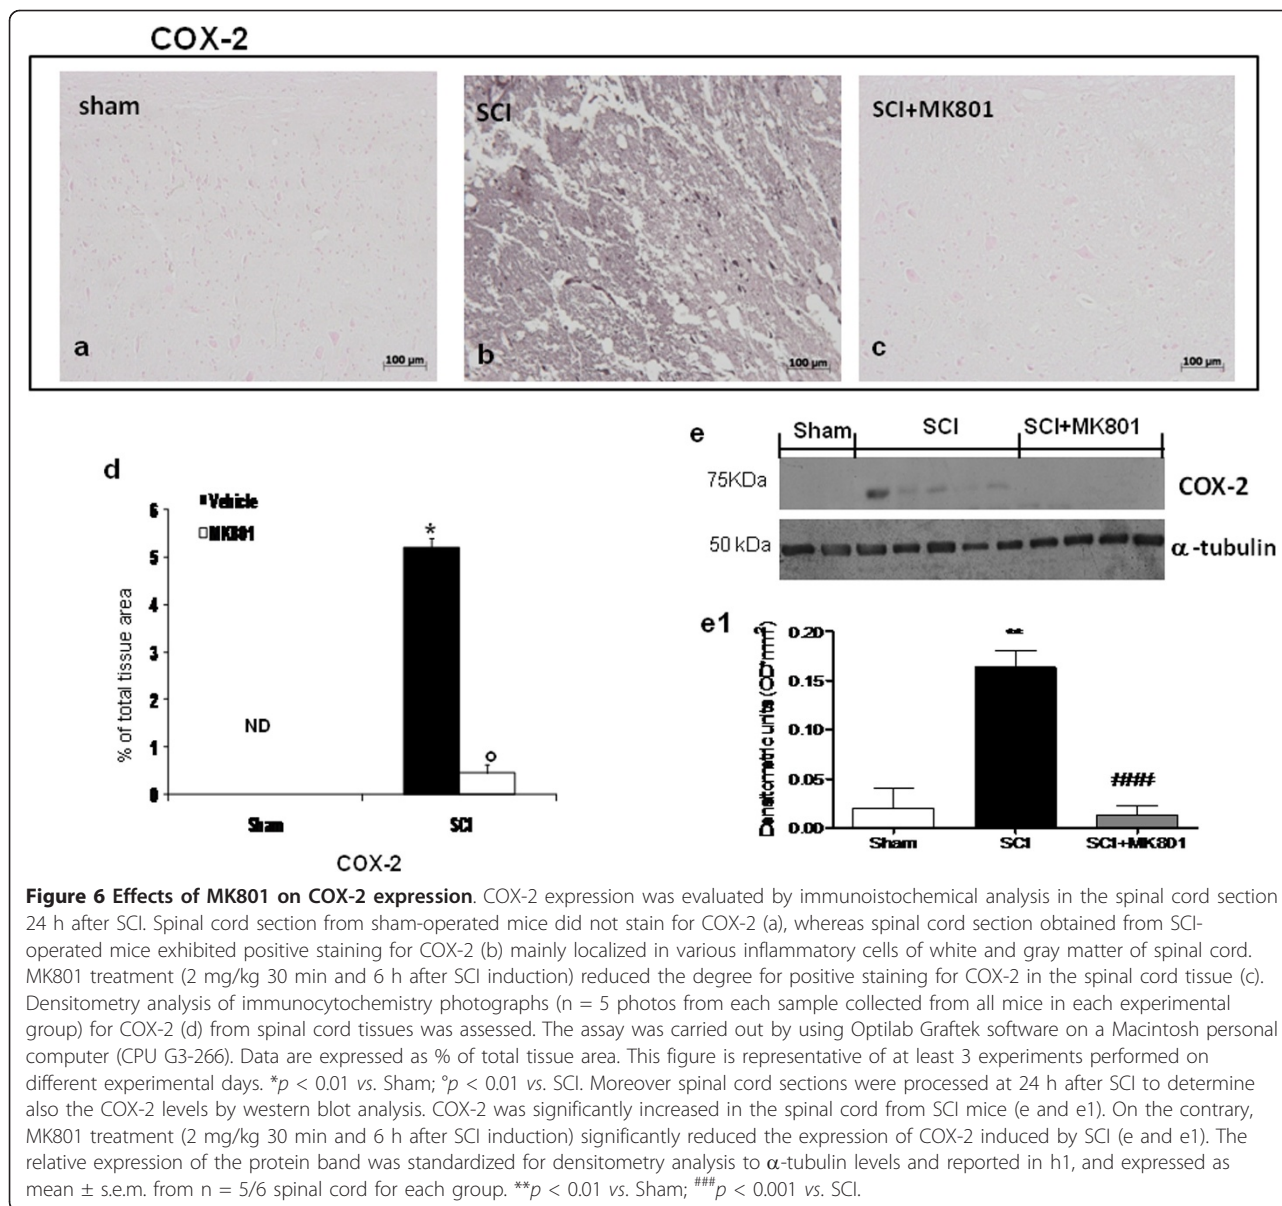 COX-2
sham
SCI
SCI+MK801
a
100 µm
b
100 µm
c
100 µm
d
Vehicle
MK801
6
5
4
3
2
1
0
% of total tissue area
ND
*
°
Sham
SCI
COX-2
e
Sham
SCI
SCI+MK801
75KDa
COX-2
50 kDa
α-tubulin
e1
Densitometric units (OD*mm²)
0.20
0.15
0.10
0.05
0.00
**
####
Sham
SCI
SCI+MK801
Figure 6 Effects of MK801 on COX-2 expression. COX-2 expression was evaluated by immunoistochemical analysis in the spinal cord section
24 h after SCI. Spinal cord section from sham-operated mice did not stain for COX-2 (a), whereas spinal cord section obtained from SCI-
operated mice exhibited positive staining for COX-2 (b) mainly localized in various inflammatory cells of white and gray matter of spinal cord.
MK801 treatment (2 mg/kg 30 min and 6 h after SCI induction) reduced the degree for positive staining for COX-2 in the spinal cord tissue (c).
Densitometry analysis of immunocytochemistry photographs (n = 5 photos from each sample collected from all mice in each experimental
group) for COX-2 (d) from spinal cord tissues was assessed. The assay was carried out by using Optilab Graftek software on a Macintosh personal
computer (CPU G3-266). Data are expressed as % of total tissue area. This figure is representative of at least 3 experiments performed on
different experimental days. *p < 0.01 vs. Sham; °p < 0.01 vs. SCI. Moreover spinal cord sections were processed at 24 h after SCI to determine
also the COX-2 levels by western blot analysis. COX-2 was significantly increased in the spinal cord from SCI mice (e and e1). On the contrary,
MK801 treatment (2 mg/kg 30 min and 6 h after SCI induction) significantly reduced the expression of COX-2 induced by SCI (e and e1). The
relative expression of the protein band was standardized for densitometry analysis to α-tubulin levels and reported in h1, and expressed as
mean ± s.e.m. from n = 5/6 spinal cord for each group. **p < 0.01 vs. Sham; ###p < 0.001 vs. SCI.